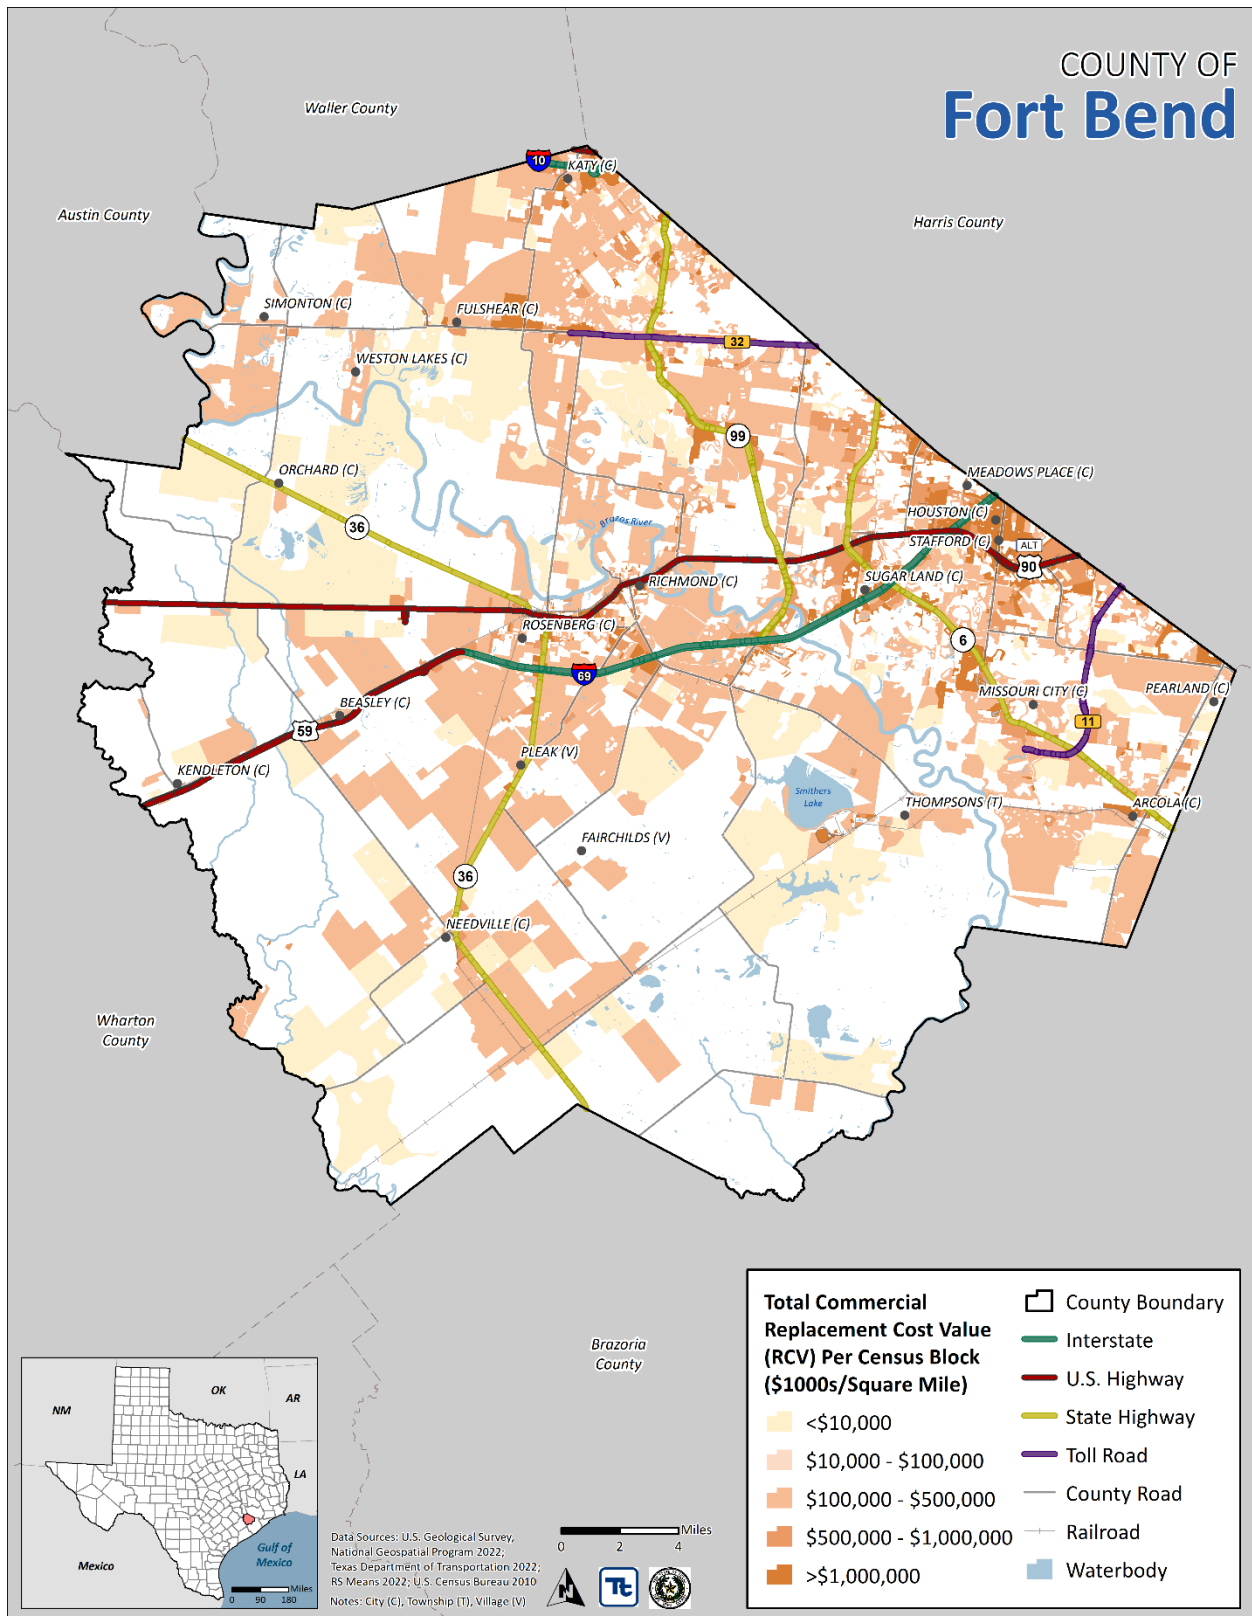 COUNTY OF
Fort Bend
Waller County
Austin County
Harris County
10
KATY (C)
SIMONTON (C)
FULSHEAR (C)
32
WESTON LAKES (C)
99
ORCHARD (C)
MEADOWS PLACE (C)
36
HOUSTON (C)
Brazos River
STAFFORD (C)
ALT
90
RICHMOND (C)
SUGAR LAND (C)
ROSENBERG (C)
6
69
MISSOURI CITY (C)
PEARLAND (C)
BEASLEY (C)
11
59
PLEAK (V)
KENDLETON (C)
Smithers
Lake
THOMPSONS (T)
ARCOLA (C)
FAIRCHILDS (V)
36
NEEDVILLE (C)
Wharton
County
Brazoria
County
Total Commercial
Replacement Cost Value
(RCV) Per Census Block
($1000s/Square Mile)
<$10,000
$10,000 - $100,000
$100,000 - $500,000
$500,000 - $1,000,000
>$1,000,000
County Boundary
Interstate
U.S. Highway
State Highway
Toll Road
County Road
Railroad
Waterbody
NM
OK
AR
LA
Mexico
Gulf of
Mexico
Miles
0 90 180
Data Sources: U.S. Geological Survey,
National Geospatial Program 2022;
Texas Department of Transportation 2022;
RS Means 2022; U.S. Census Bureau 2010
Notes: City (C), Township (T), Village (V)
Miles
0 2 4
N
Tt